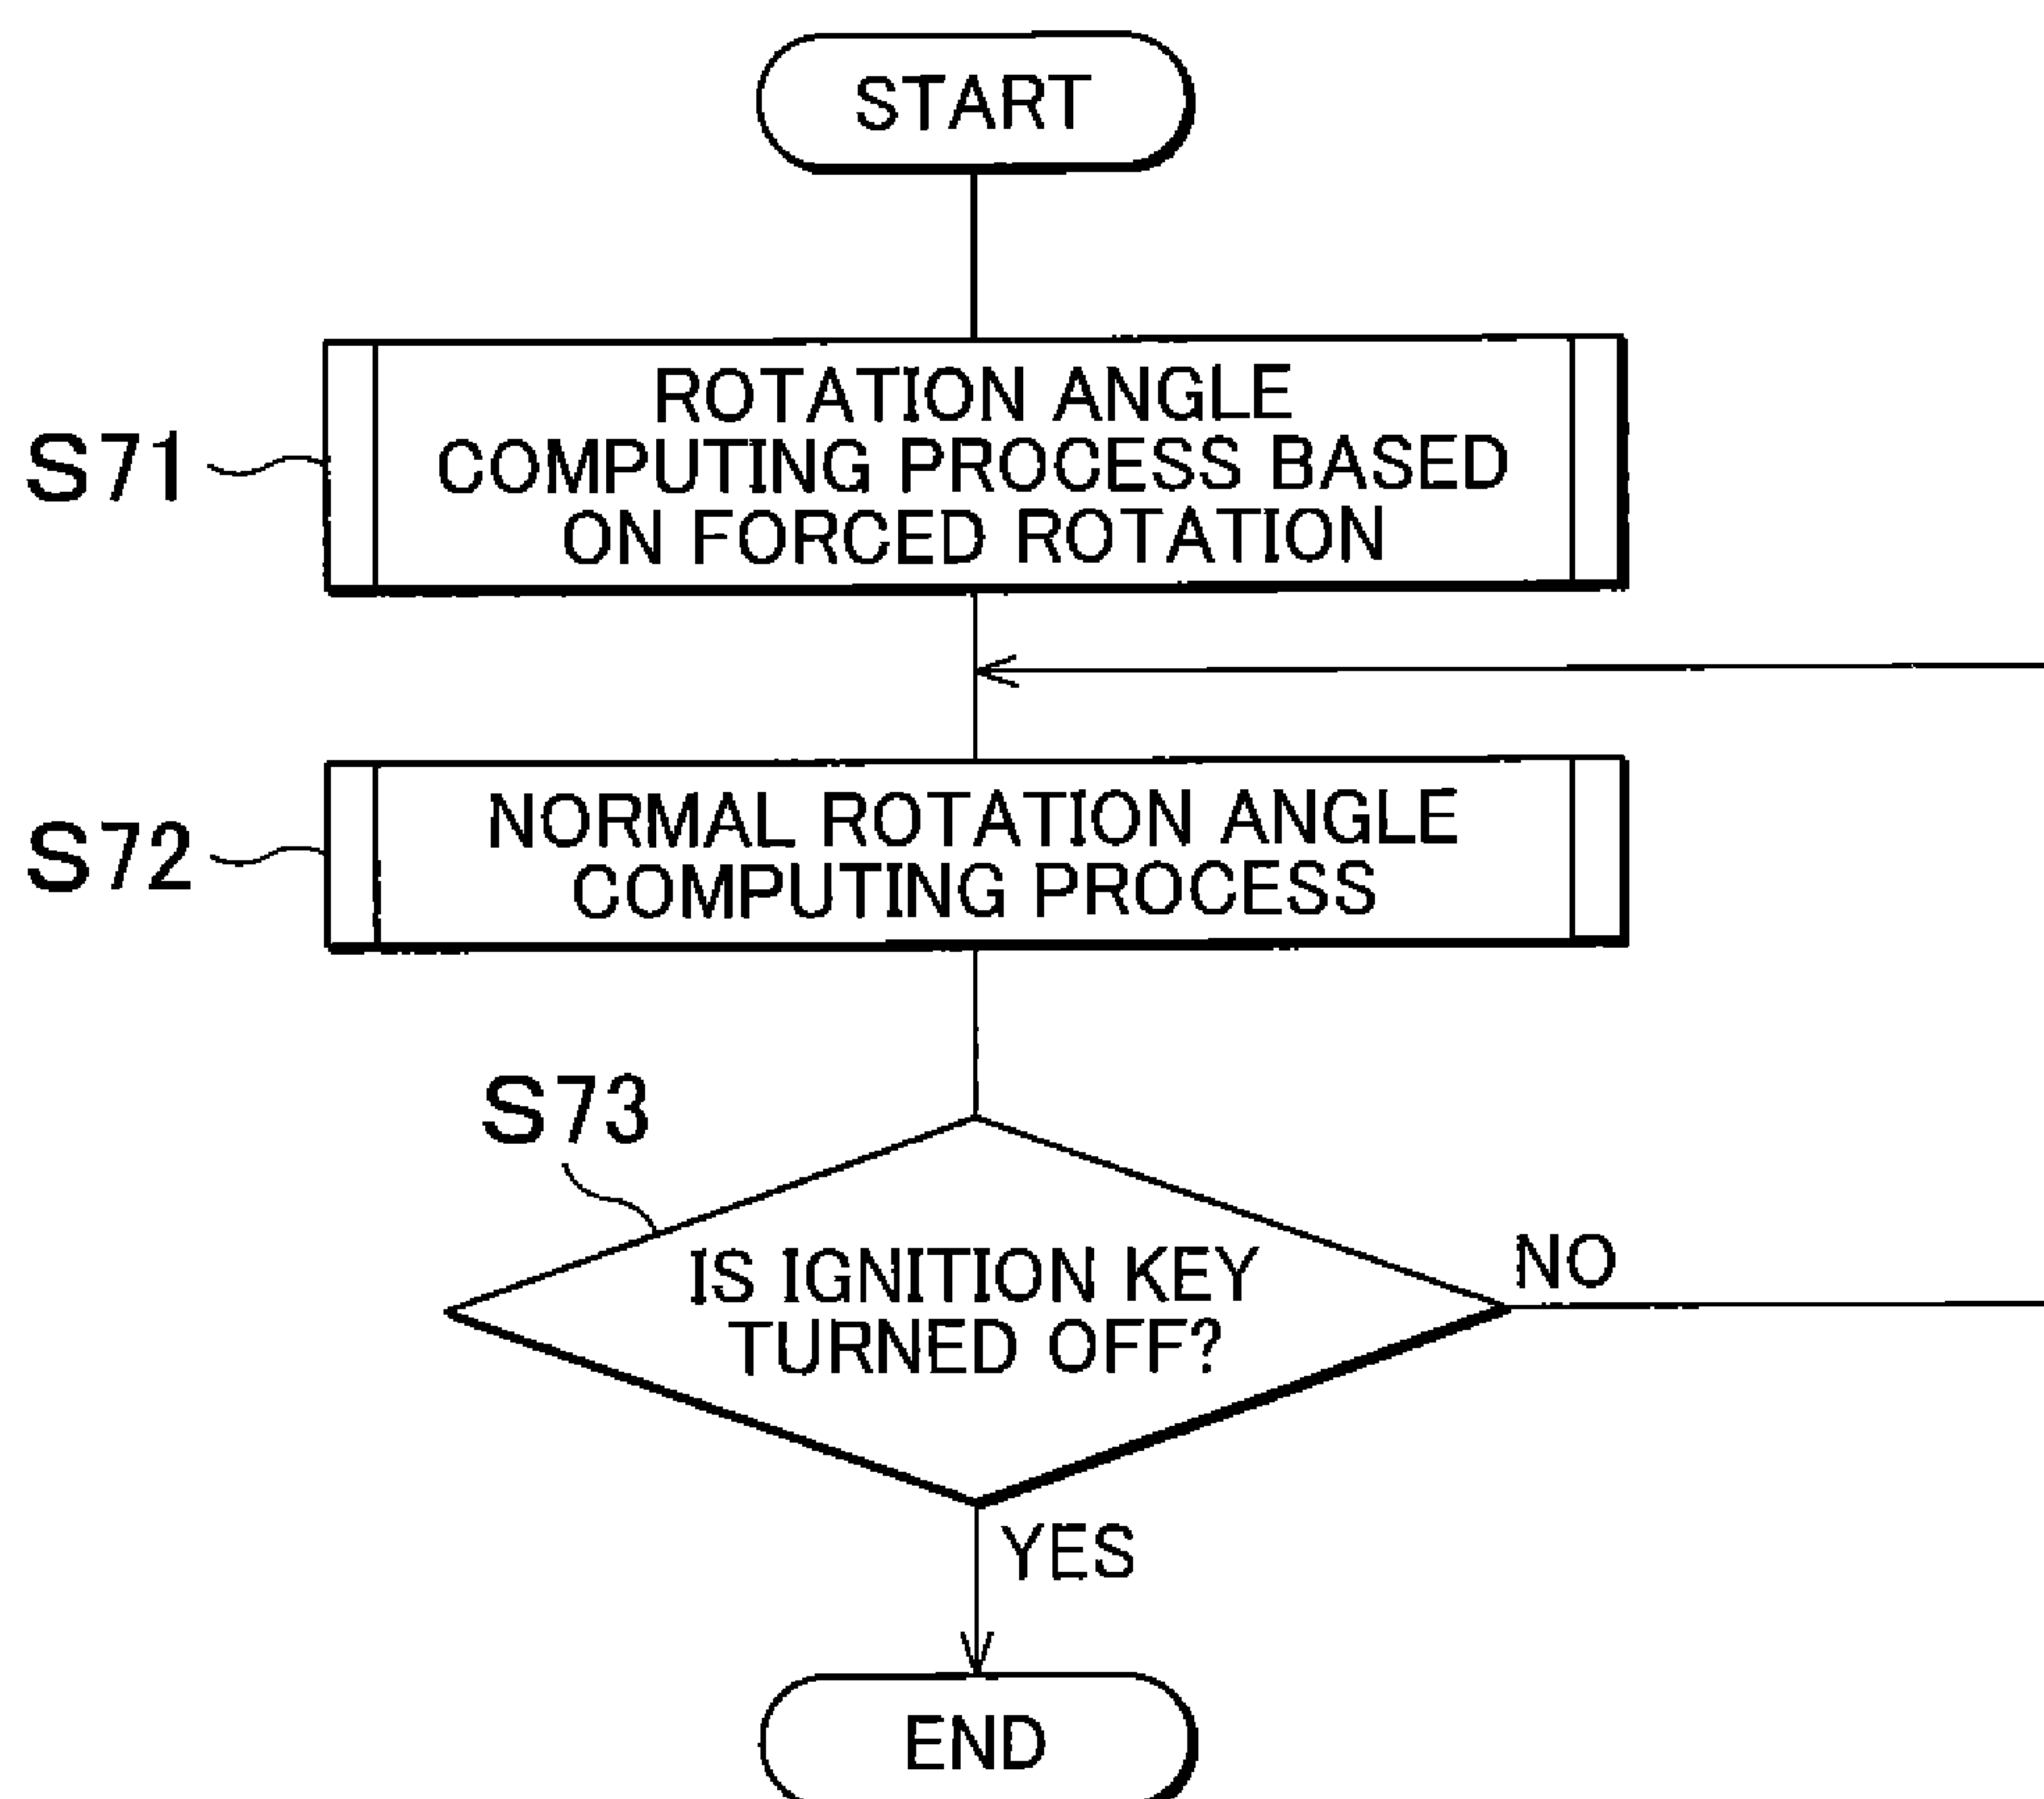 START
S71
ROTATION ANGLE
COMPUTING PROCESS BASED
ON FORCED ROTATION
S72
NORMAL ROTATION ANGLE
COMPUTING PROCESS
S73
IS IGNITION KEY
TURNED OFF?
NO
YES
END